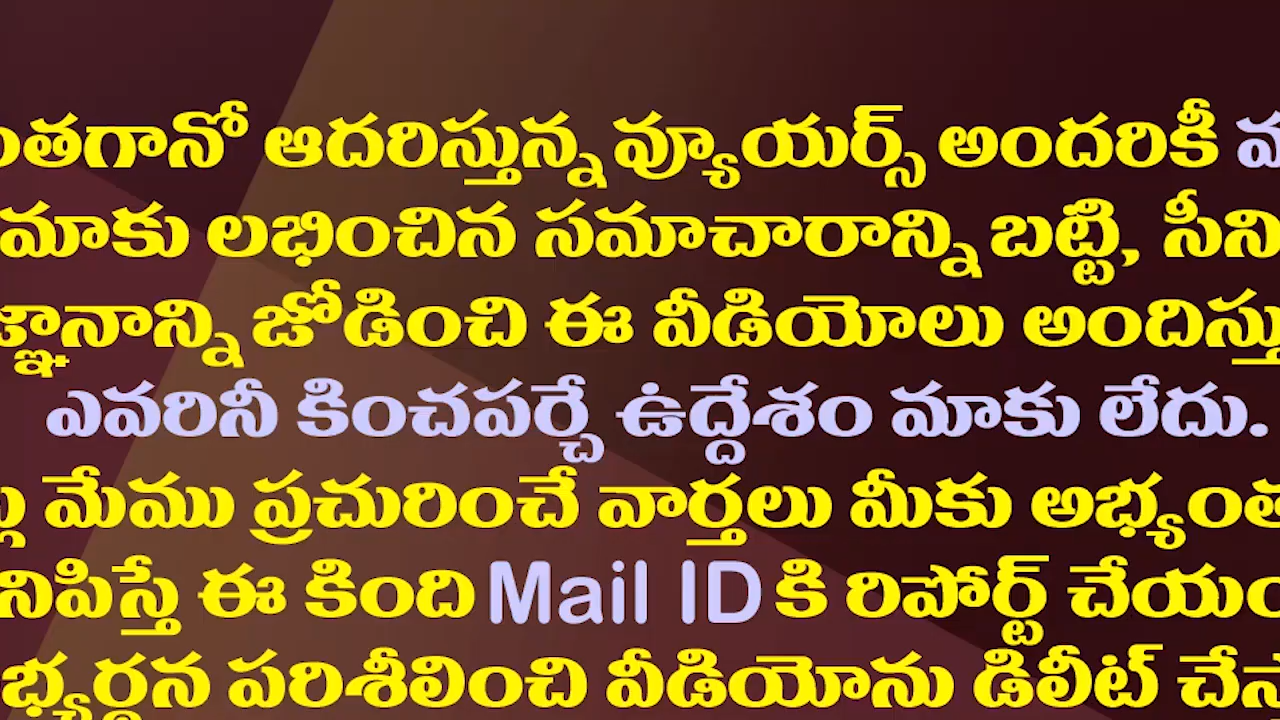 ంతగానో ఆదరిస్తున్న వ్యూయర్స్ అందరికీ
మాకు లభించిన సమాచారాన్ని బట్టి, సీని
జ్ఞానాన్ని జోడించి ఈ వీడియోలు అందిస్తు
ఎవరినీ కించపర్చే ఉద్దేశం మాకు లేదు.
మేము ప్రచురించే వార్తలు మీకు అభ్యంత
నిపిస్తే ఈ కింది Mail ID కి రిపోర్ట్ చేయం
భ్యర్థన పరిశీలించి వీడియోను డిలీట్ చేస